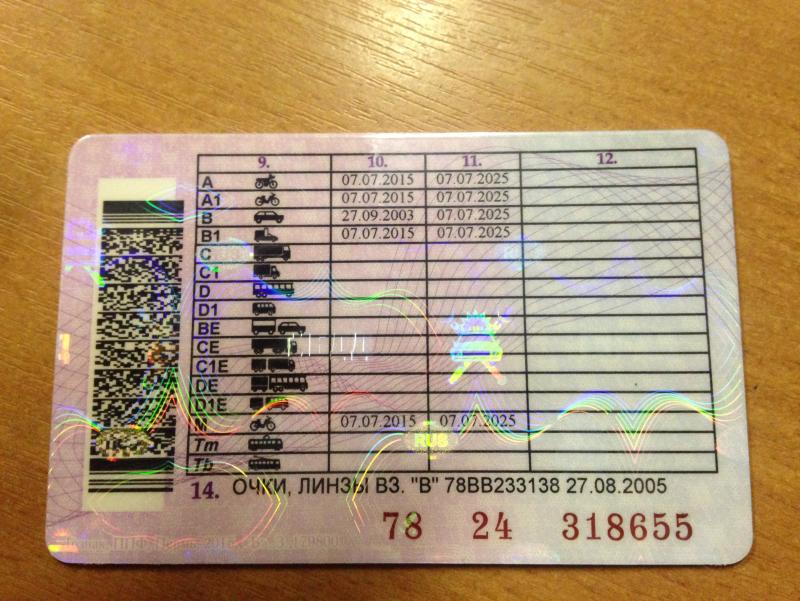 9. 10. 11. 12.
A 07.07.2015 07.07.2025
A1 07.07.2015 07.07.2025
B 27.09.2003 07.07.2025
B1 07.07.2015 07.07.2025
C
C1
D
D1
BE
CE
C1E
DE
D1E
M 07.07.2015 07.07.2025
RUS
Tm
Tb
14. ОЧКИ, ЛИНЗЫ ВЗ. "В" 78ВВ233138 27.08.2005
78 24 318655